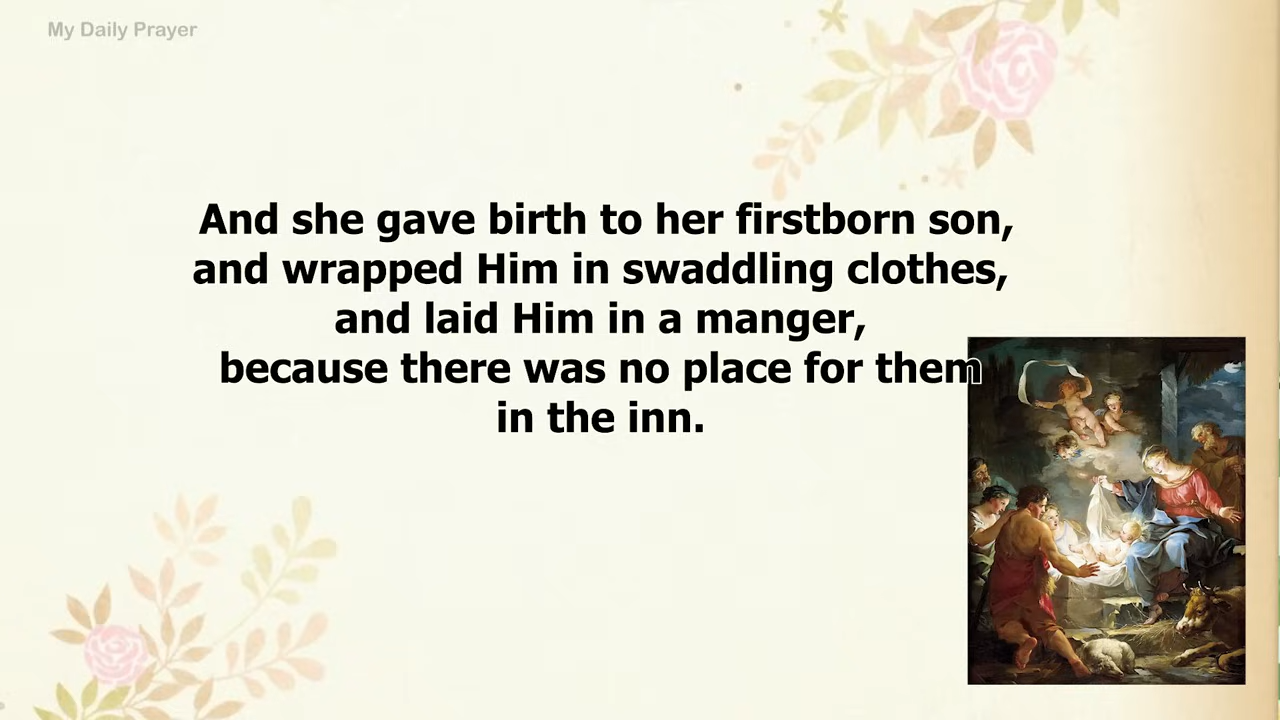 My Daily Prayer
And she gave birth to her firstborn son,
and wrapped Him in swaddling clothes,
and laid Him in a manger,
because there was no place for them
in the inn.